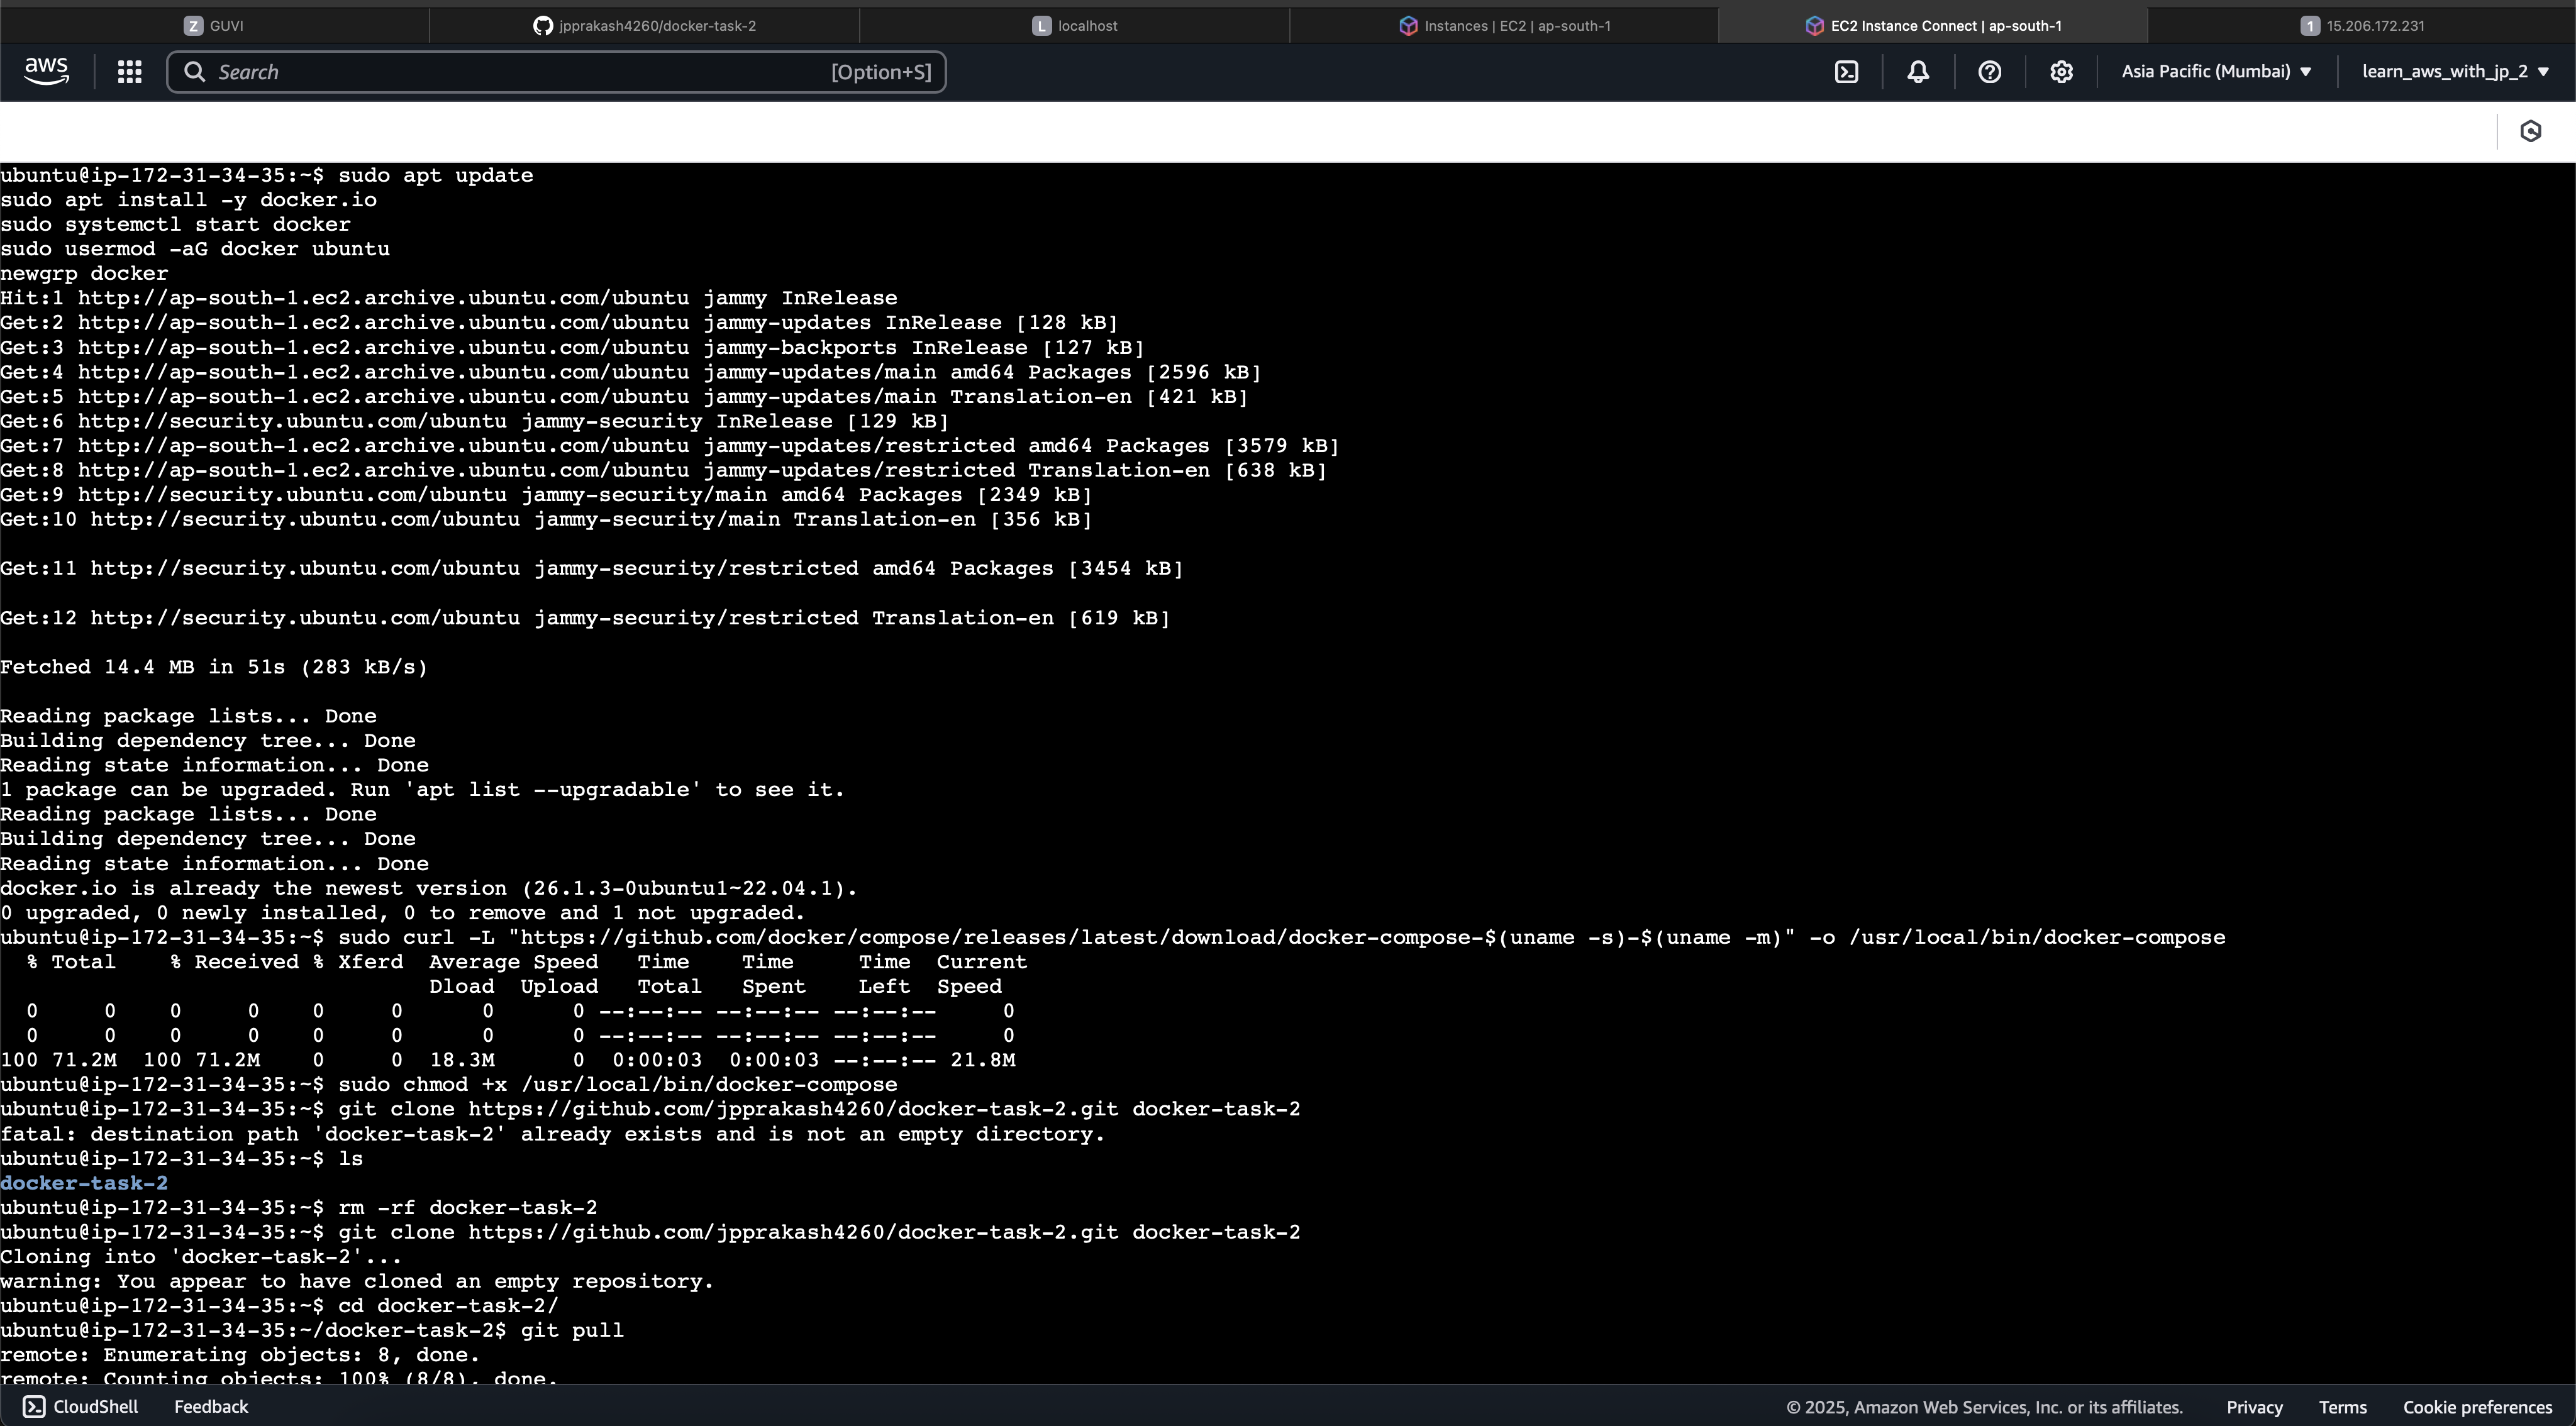 Z GUVI
jpprakash4260/docker-task-2
L localhost
Instances | EC2 | ap-south-1
EC2 Instance Connect | ap-south-1
1 15.206.172.231
aws
Search
[Option+S]
Asia Pacific (Mumbai) ▼
learn_aws_with_jp_2 ▼
ubuntu@ip-172-31-34-35:~$ sudo apt update
sudo apt install -y docker.io
sudo systemctl start docker
sudo usermod -aG docker ubuntu
newgrp docker
Hit:1 http://ap-south-1.ec2.archive.ubuntu.com/ubuntu jammy InRelease
Get:2 http://ap-south-1.ec2.archive.ubuntu.com/ubuntu jammy-updates InRelease [128 kB]
Get:3 http://ap-south-1.ec2.archive.ubuntu.com/ubuntu jammy-backports InRelease [127 kB]
Get:4 http://ap-south-1.ec2.archive.ubuntu.com/ubuntu jammy-updates/main amd64 Packages [2596 kB]
Get:5 http://ap-south-1.ec2.archive.ubuntu.com/ubuntu jammy-updates/main Translation-en [421 kB]
Get:6 http://security.ubuntu.com/ubuntu jammy-security InRelease [129 kB]
Get:7 http://ap-south-1.ec2.archive.ubuntu.com/ubuntu jammy-updates/restricted amd64 Packages [3579 kB]
Get:8 http://ap-south-1.ec2.archive.ubuntu.com/ubuntu jammy-updates/restricted Translation-en [638 kB]
Get:9 http://security.ubuntu.com/ubuntu jammy-security/main amd64 Packages [2349 kB]
Get:10 http://security.ubuntu.com/ubuntu jammy-security/main Translation-en [356 kB]
Get:11 http://security.ubuntu.com/ubuntu jammy-security/restricted amd64 Packages [3454 kB]
Get:12 http://security.ubuntu.com/ubuntu jammy-security/restricted Translation-en [619 kB]
Fetched 14.4 MB in 51s (283 kB/s)
Reading package lists... Done
Building dependency tree... Done
Reading state information... Done
1 package can be upgraded. Run 'apt list --upgradable' to see it.
Reading package lists... Done
Building dependency tree... Done
Reading state information... Done
docker.io is already the newest version (26.1.3-0ubuntu1~22.04.1).
0 upgraded, 0 newly installed, 0 to remove and 1 not upgraded.
ubuntu@ip-172-31-34-35:~$ sudo curl -L "https://github.com/docker/compose/releases/latest/download/docker-compose-$(uname -s)-$(uname -m)" -o /usr/local/bin/docker-compose
  % Total    % Received % Xferd  Average Speed   Time    Time     Time  Current
                                 Dload  Upload   Total   Spent    Left  Speed
  0     0    0     0    0     0      0      0 --:--:-- --:--:-- --:--:--     0
  0     0    0     0    0     0      0      0 --:--:-- --:--:-- --:--:--     0
100 71.2M  100 71.2M    0     0  18.3M      0  0:00:03  0:00:03 --:--:-- 21.8M
ubuntu@ip-172-31-34-35:~$ sudo chmod +x /usr/local/bin/docker-compose
ubuntu@ip-172-31-34-35:~$ git clone https://github.com/jpprakash4260/docker-task-2.git docker-task-2
fatal: destination path 'docker-task-2' already exists and is not an empty directory.
ubuntu@ip-172-31-34-35:~$ ls
docker-task-2
ubuntu@ip-172-31-34-35:~$ rm -rf docker-task-2
ubuntu@ip-172-31-34-35:~$ git clone https://github.com/jpprakash4260/docker-task-2.git docker-task-2
Cloning into 'docker-task-2'...
warning: You appear to have cloned an empty repository.
ubuntu@ip-172-31-34-35:~$ cd docker-task-2/
ubuntu@ip-172-31-34-35:~/docker-task-2$ git pull
remote: Enumerating objects: 8, done.
remote: Counting objects: 100% (8/8), done.
CloudShell
Feedback
© 2025, Amazon Web Services, Inc. or its affiliates.
Privacy
Terms
Cookie preferences